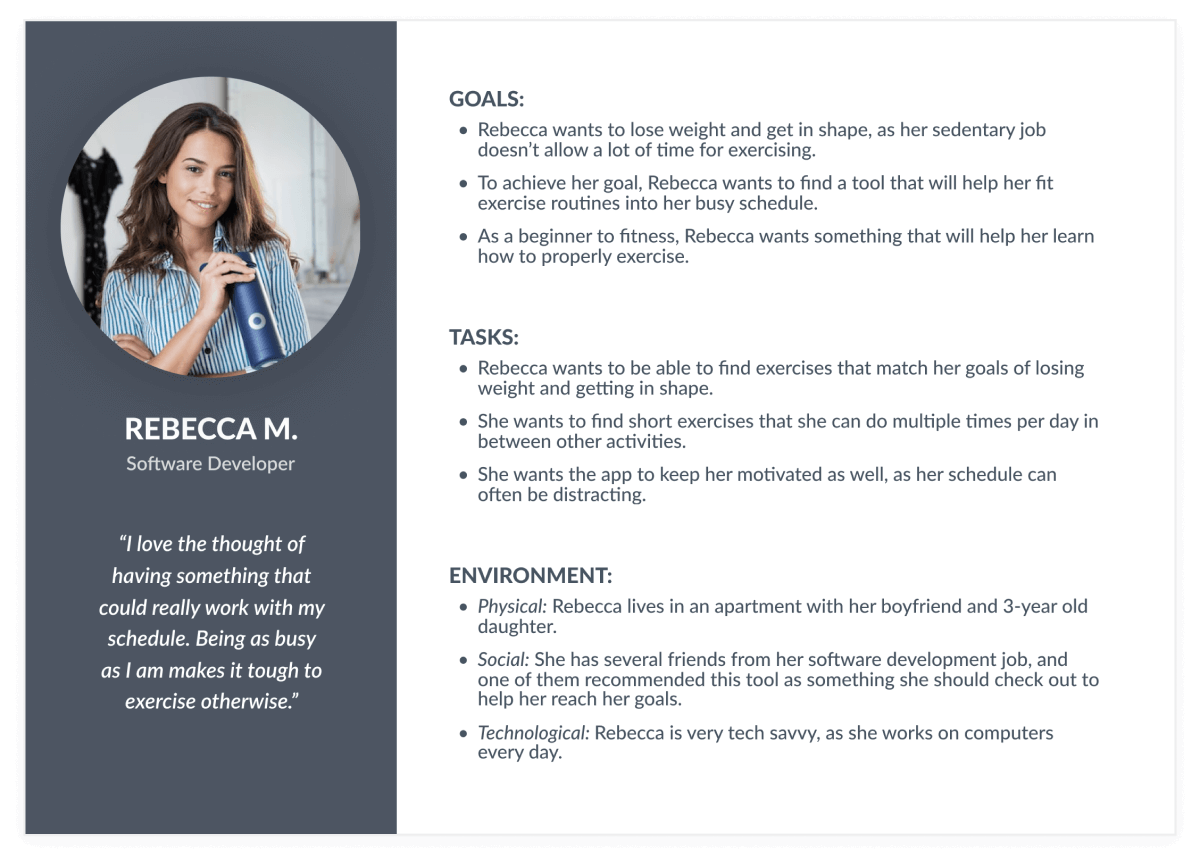 REBECCA M.
Software Developer
“I love the thought of
having something that
could really work with my
schedule. Being as busy
as I am makes it tough to
exercise otherwise.”
GOALS:
• Rebecca wants to lose weight and get in shape, as her sedentary job
doesn’t allow a lot of time for exercising.
• To achieve her goal, Rebecca wants to find a tool that will help her fit
exercise routines into her busy schedule.
• As a beginner to fitness, Rebecca wants something that will help her learn
how to properly exercise.
TASKS:
• Rebecca wants to be able to find exercises that match her goals of losing
weight and getting in shape.
• She wants to find short exercises that she can do multiple times per day in
between other activities.
• She wants the app to keep her motivated as well, as her schedule can
often be distracting.
ENVIRONMENT:
• Physical: Rebecca lives in an apartment with her boyfriend and 3-year old
daughter.
• Social: She has several friends from her software development job, and
one of them recommended this tool as something she should check out to
help her reach her goals.
• Technological: Rebecca is very tech savvy, as she works on computers
every day.